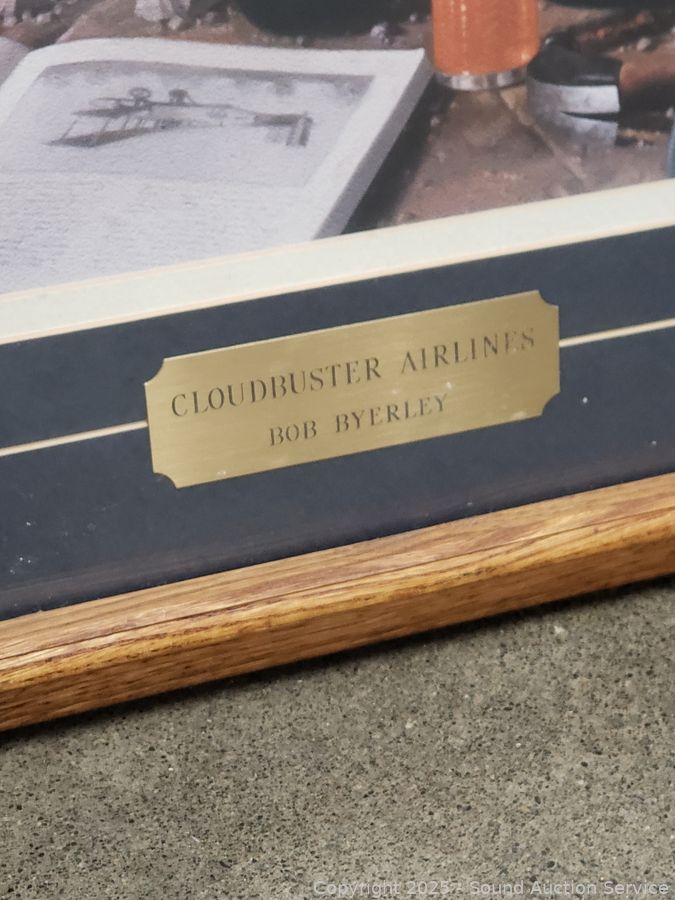 CLOUDBUSTER AIRLINES
BOB BYERLEY
Copyright 2025 - Sound Auction Service